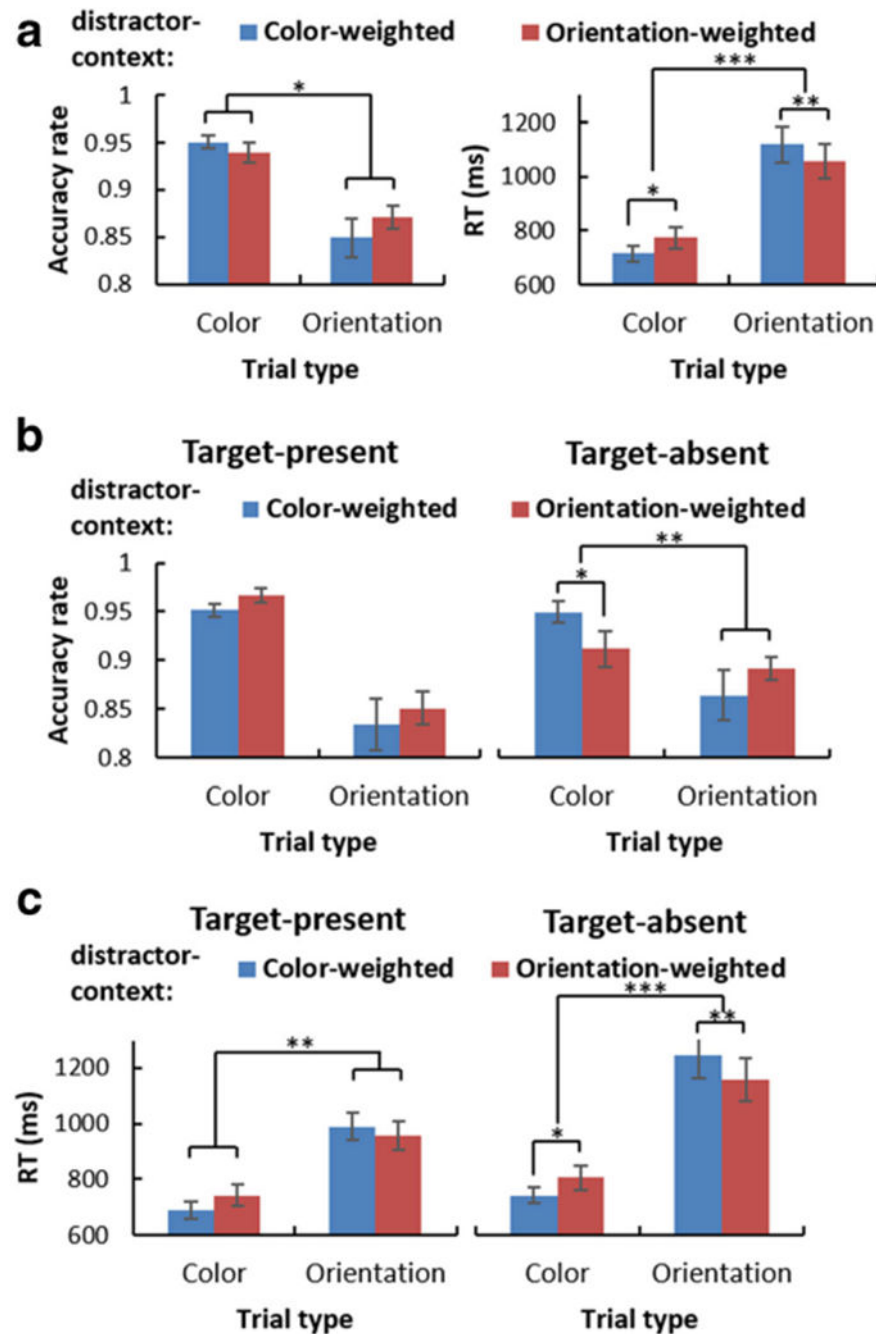 a
distractor-context: Color-weighted Orientation-weighted
Accuracy rate
1
0.95
0.9
0.85
0.8
*
Color Orientation
Trial type
RT (ms)
1200
1000
800
600
***
**
*
Color Orientation
Trial type
b
Target-present Target-absent
distractor-context: Color-weighted Orientation-weighted
Accuracy rate
1
0.95
0.9
0.85
0.8
**
*
Color Orientation Color Orientation
Trial type Trial type
c
Target-present Target-absent
distractor-context: Color-weighted Orientation-weighted
RT (ms)
1200
1000
800
600
**
***
**
*
Color Orientation Color Orientation
Trial type Trial type